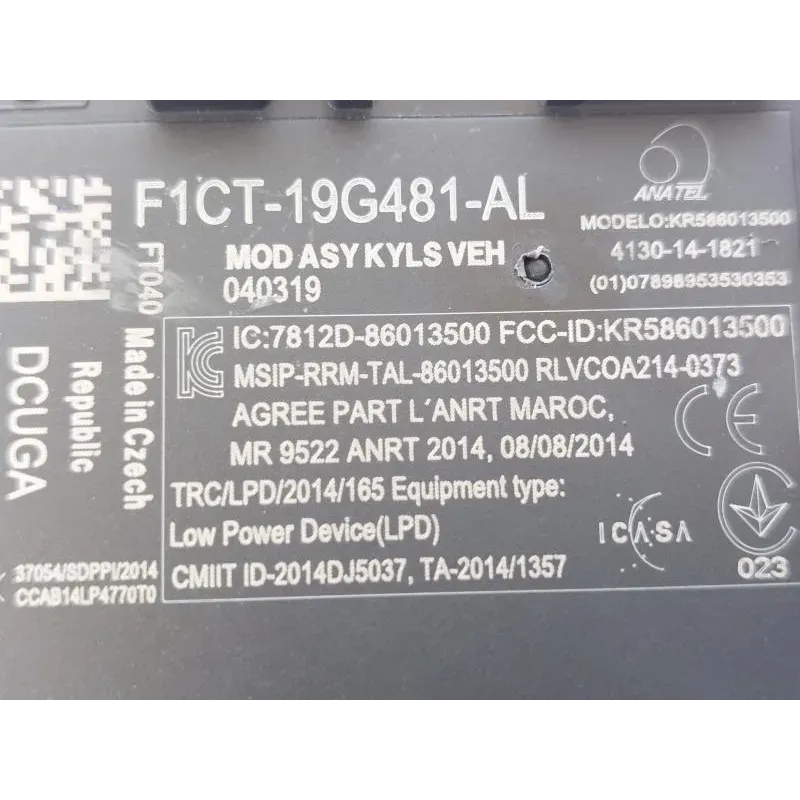 F1CT-19G481-AL
MOD ASY KYLS VEH
040319
FT040
Made in Czech
Republic
DCUGA
37054/SDPPI/2014
CCAB14LP4770T0
ANATEL
MODELO:KR586013500
4130-14-1821
(01)07898953530353
IC:7812D-86013500 FCC-ID:KR586013500
MSIP-RRM-TAL-86013500 RLVCOA214-0373
AGREE PART L'ANRT MAROC,
MR 9522 ANRT 2014, 08/08/2014
TRC/LPD/2014/165 Equipment type:
Low Power Device(LPD)
CMIIT ID-2014DJ5037, TA-2014/1357
CE
ICASA
023